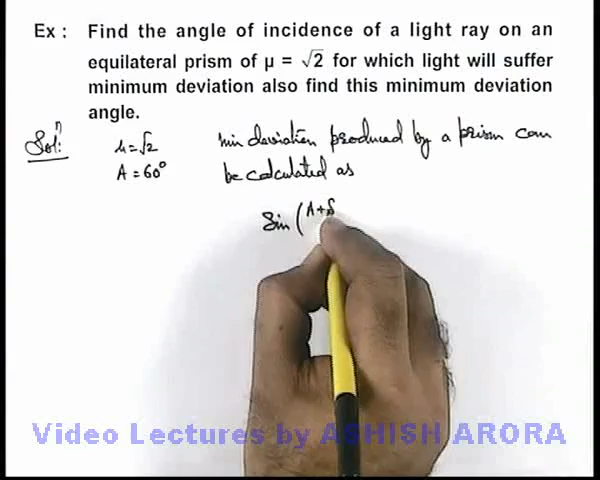 Ex : Find the angle of incidence of a light ray on an
equilateral prism of μ = √2 for which light will suffer
minimum deviation also find this minimum deviation
angle.
Solⁿ: μ = √2 min deviation produced by a prism can
A = 60° be calculated as
Sin (A+δ
Video Lectures by ASHISH ARORA